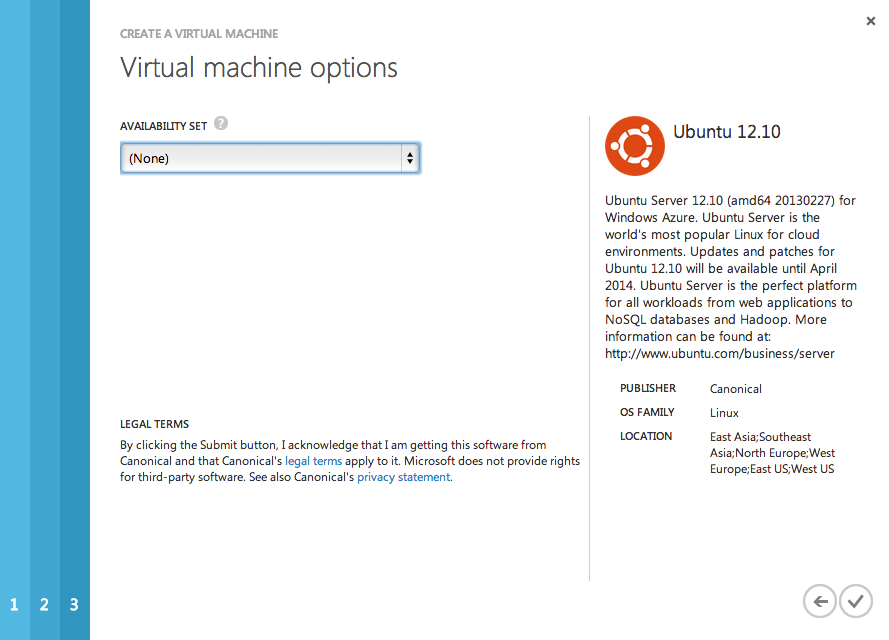 CREATE A VIRTUAL MACHINE
Virtual machine options
AVAILABILITY SET ?
(None)
LEGAL TERMS
By clicking the Submit button, I acknowledge that I am getting this software from
Canonical and that Canonical's legal terms apply to it. Microsoft does not provide rights
for third-party software. See also Canonical's privacy statement.
Ubuntu 12.10
Ubuntu Server 12.10 (amd64 20130227) for
Windows Azure. Ubuntu Server is the
world's most popular Linux for cloud
environments. Updates and patches for
Ubuntu 12.10 will be available until April
2014. Ubuntu Server is the perfect platform
for all workloads from web applications to
NoSQL databases and Hadoop. More
information can be found at:
http://www.ubuntu.com/business/server
PUBLISHER Canonical
OS FAMILY Linux
LOCATION East Asia;Southeast
Asia;North Europe;West
Europe;East US;West US
1 2 3